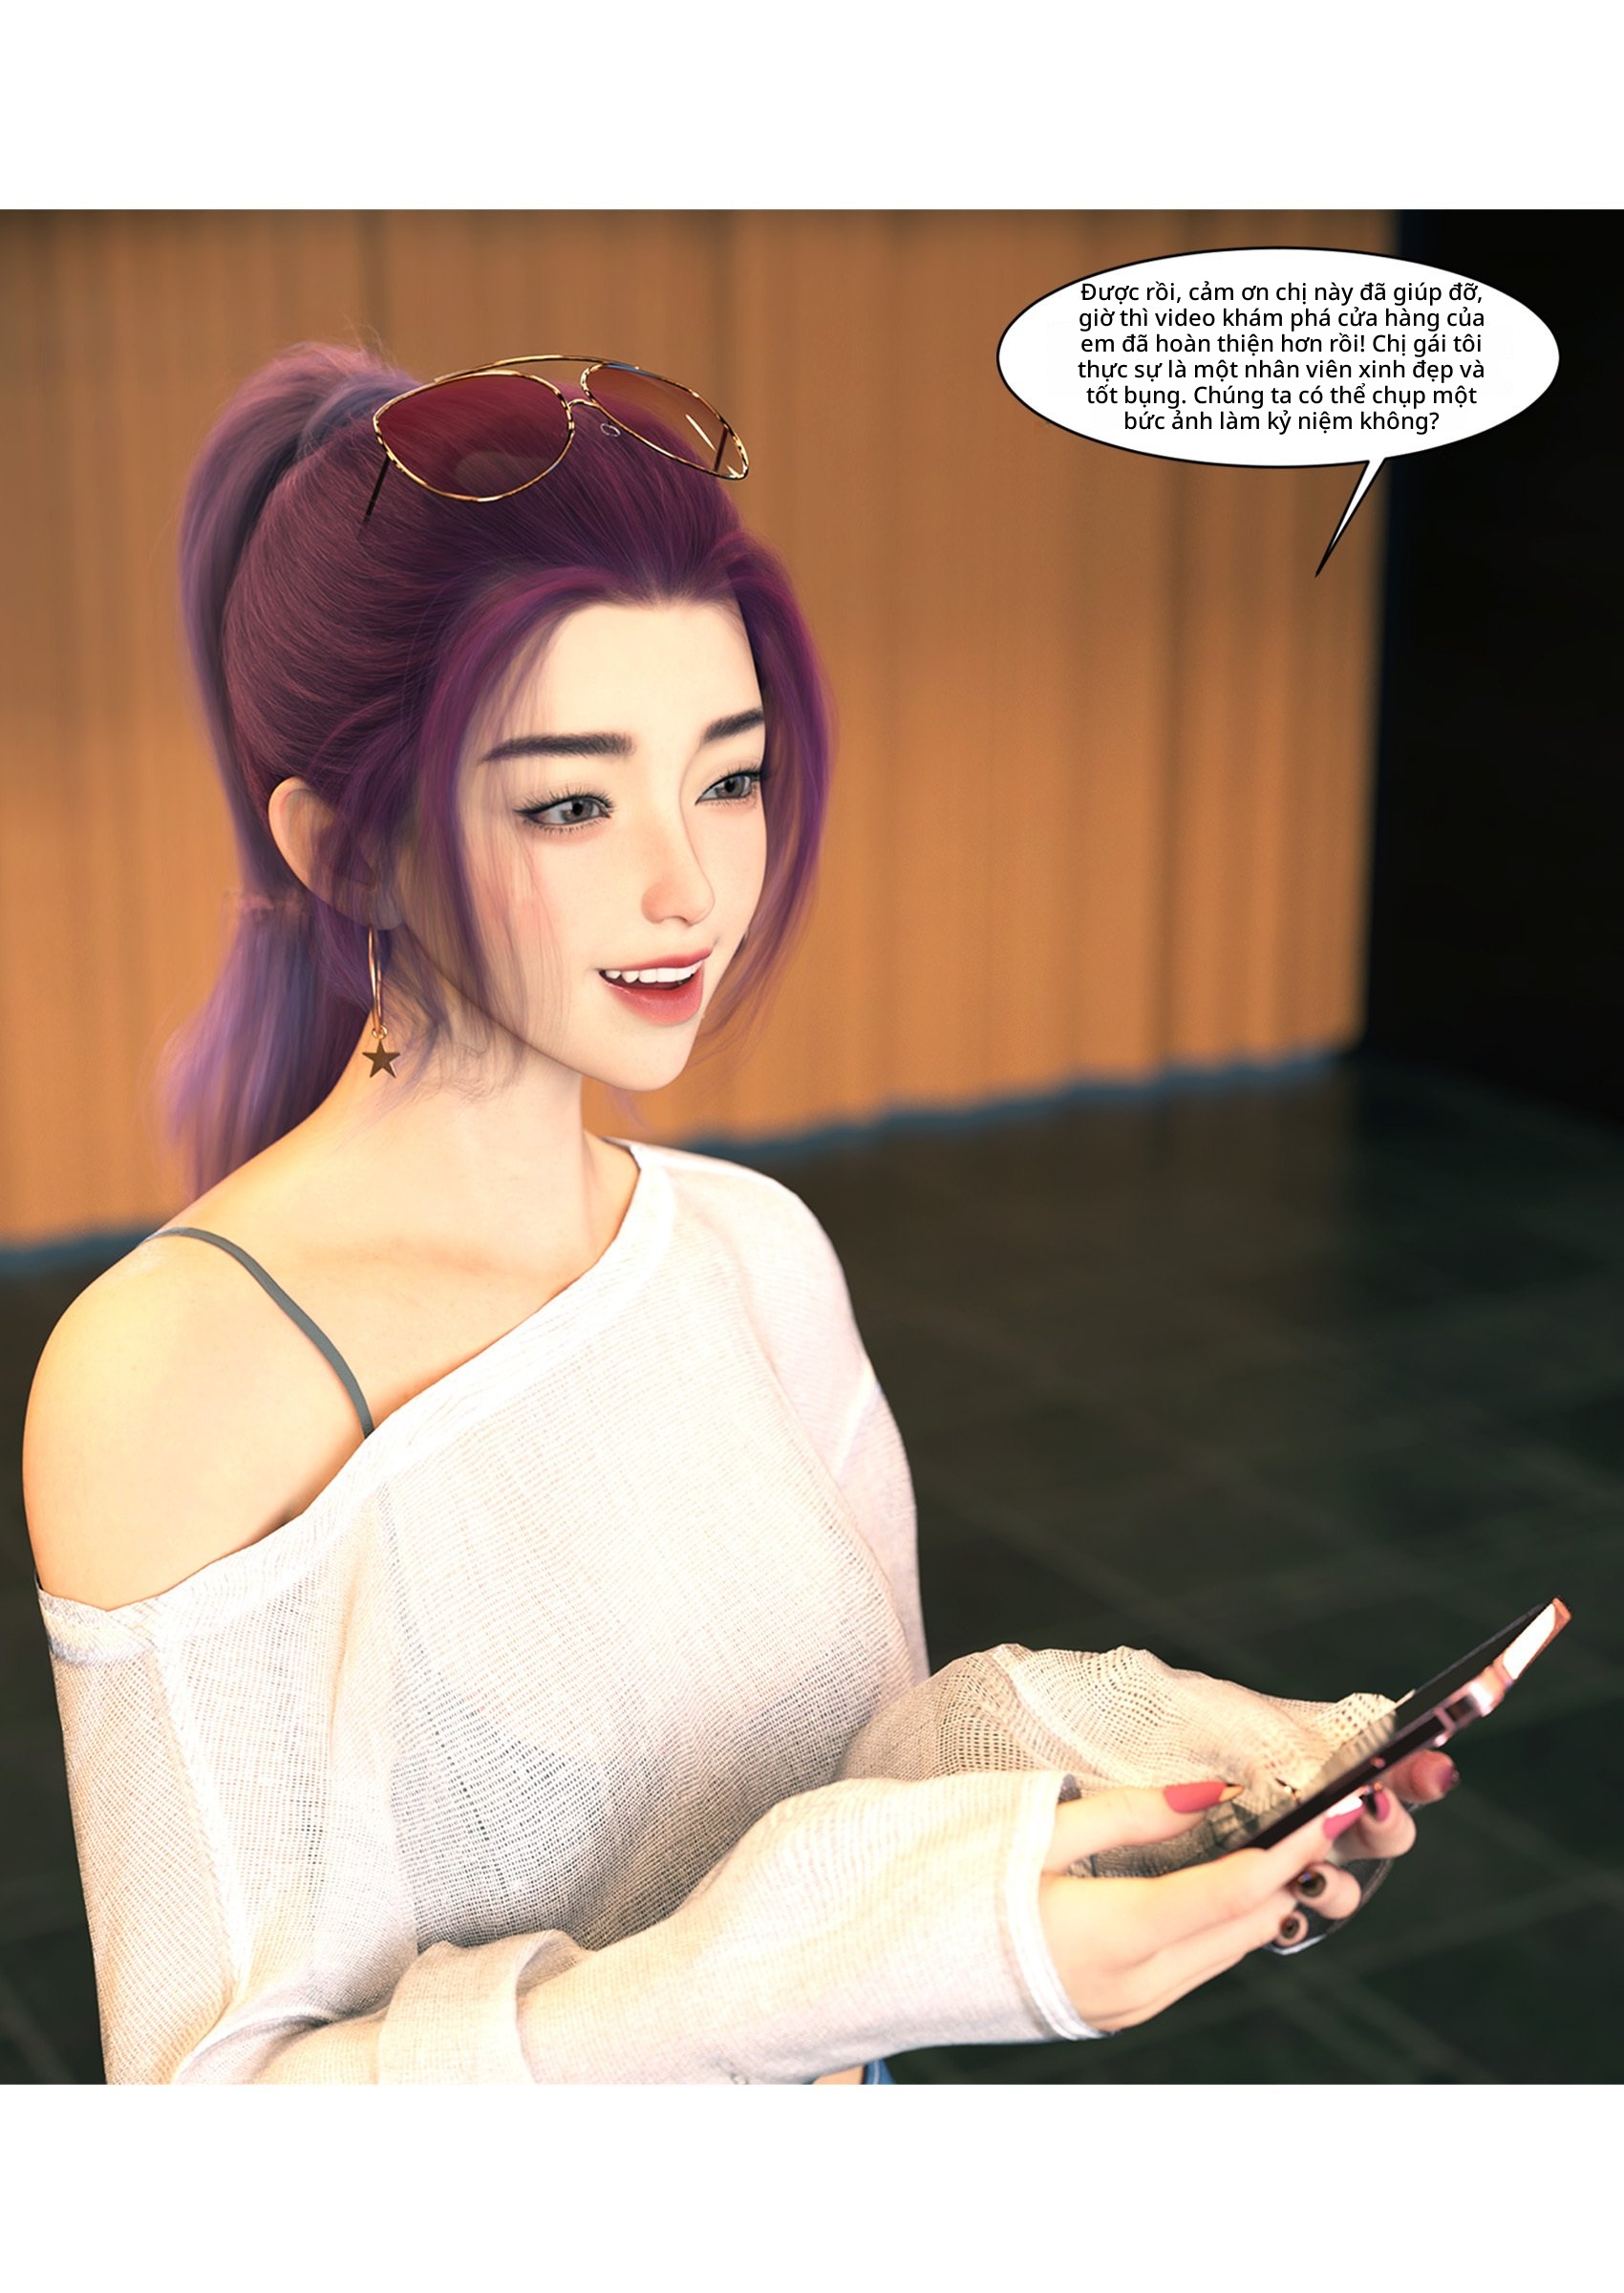 Được rồi, cảm ơn chị này đã giúp đỡ,
giờ thì video khám phá cửa hàng của
em đã hoàn thiện hơn rồi! Chị gái tôi
thực sự là một nhân viên xinh đẹp và
tốt bụng. Chúng ta có thể chụp một
bức ảnh làm kỷ niệm không?